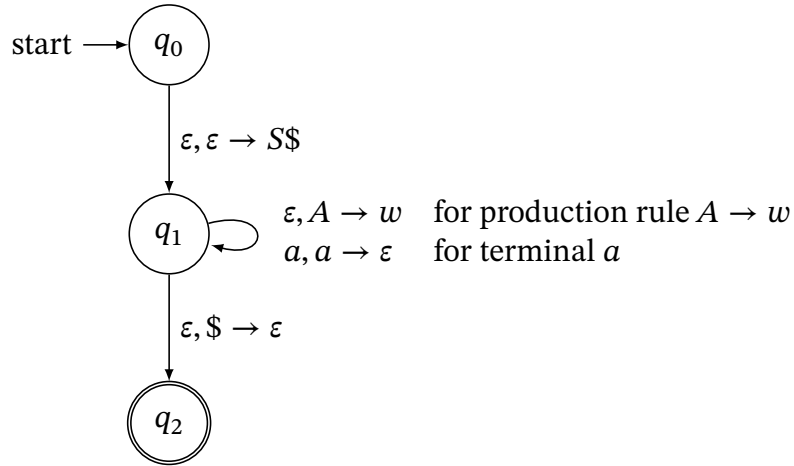 start
q₀
ε, ε → S$
q₁
ε, A → w for production rule A → w
a, a → ε for terminal a
ε, $ → ε
q₂